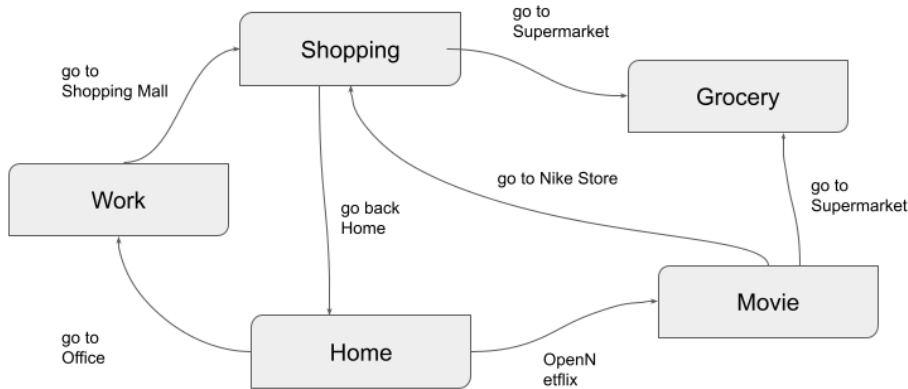 go to
Supermarket
Shopping
go to
Shopping Mall
Grocery
go to Nike Store
go to
Supermarket
Work
go back
Home
Movie
go to
Office
Home
OpenN
etflix